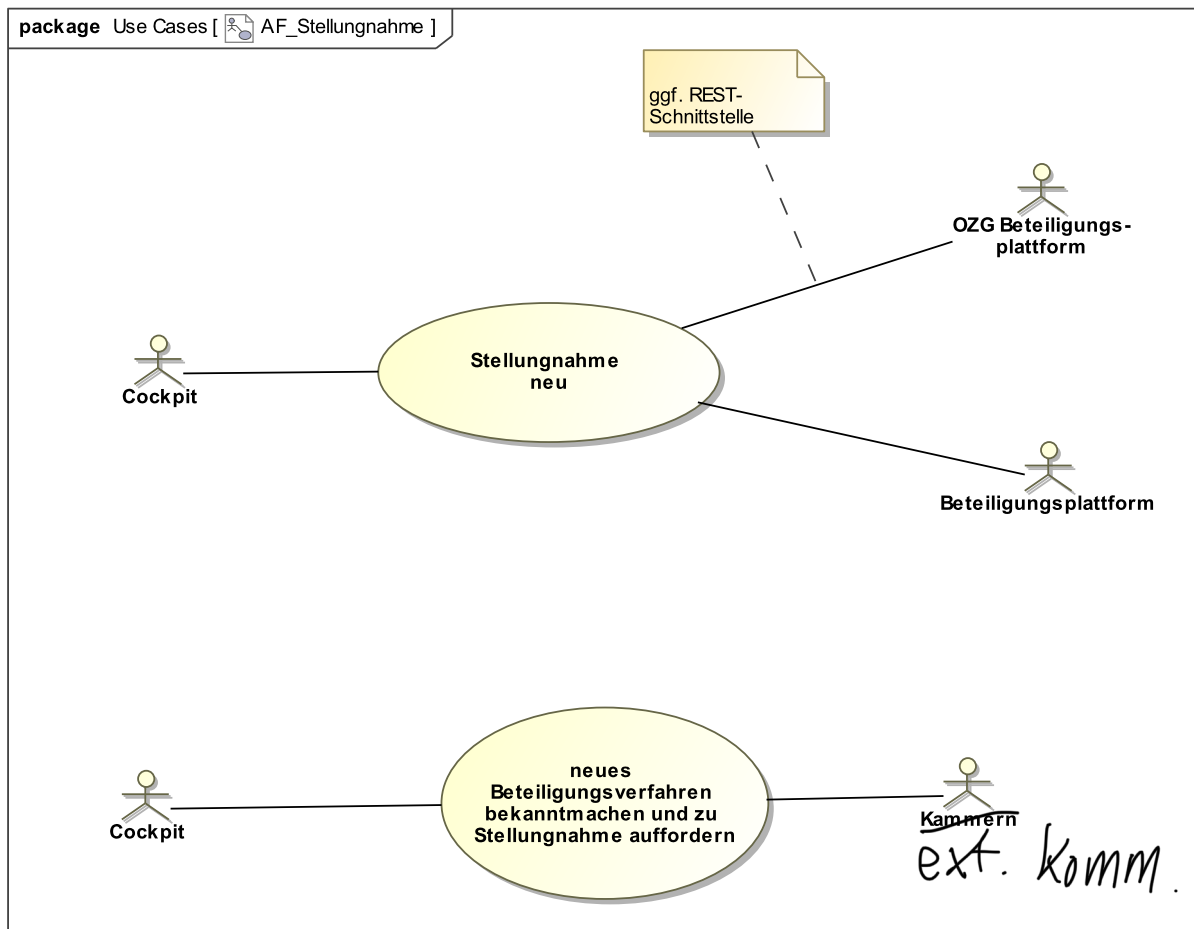 package Use Cases [ AF_Stellungnahme ]
ggf. REST-
Schnittstelle
OZG Beteiligungs-
plattform
Stellungnahme
neu
Cockpit
Beteiligungsplattform
neues
Beteiligungsverfahren
bekanntmachen und zu
Stellungnahme auffordern
Cockpit
Kammern
ext. komm.